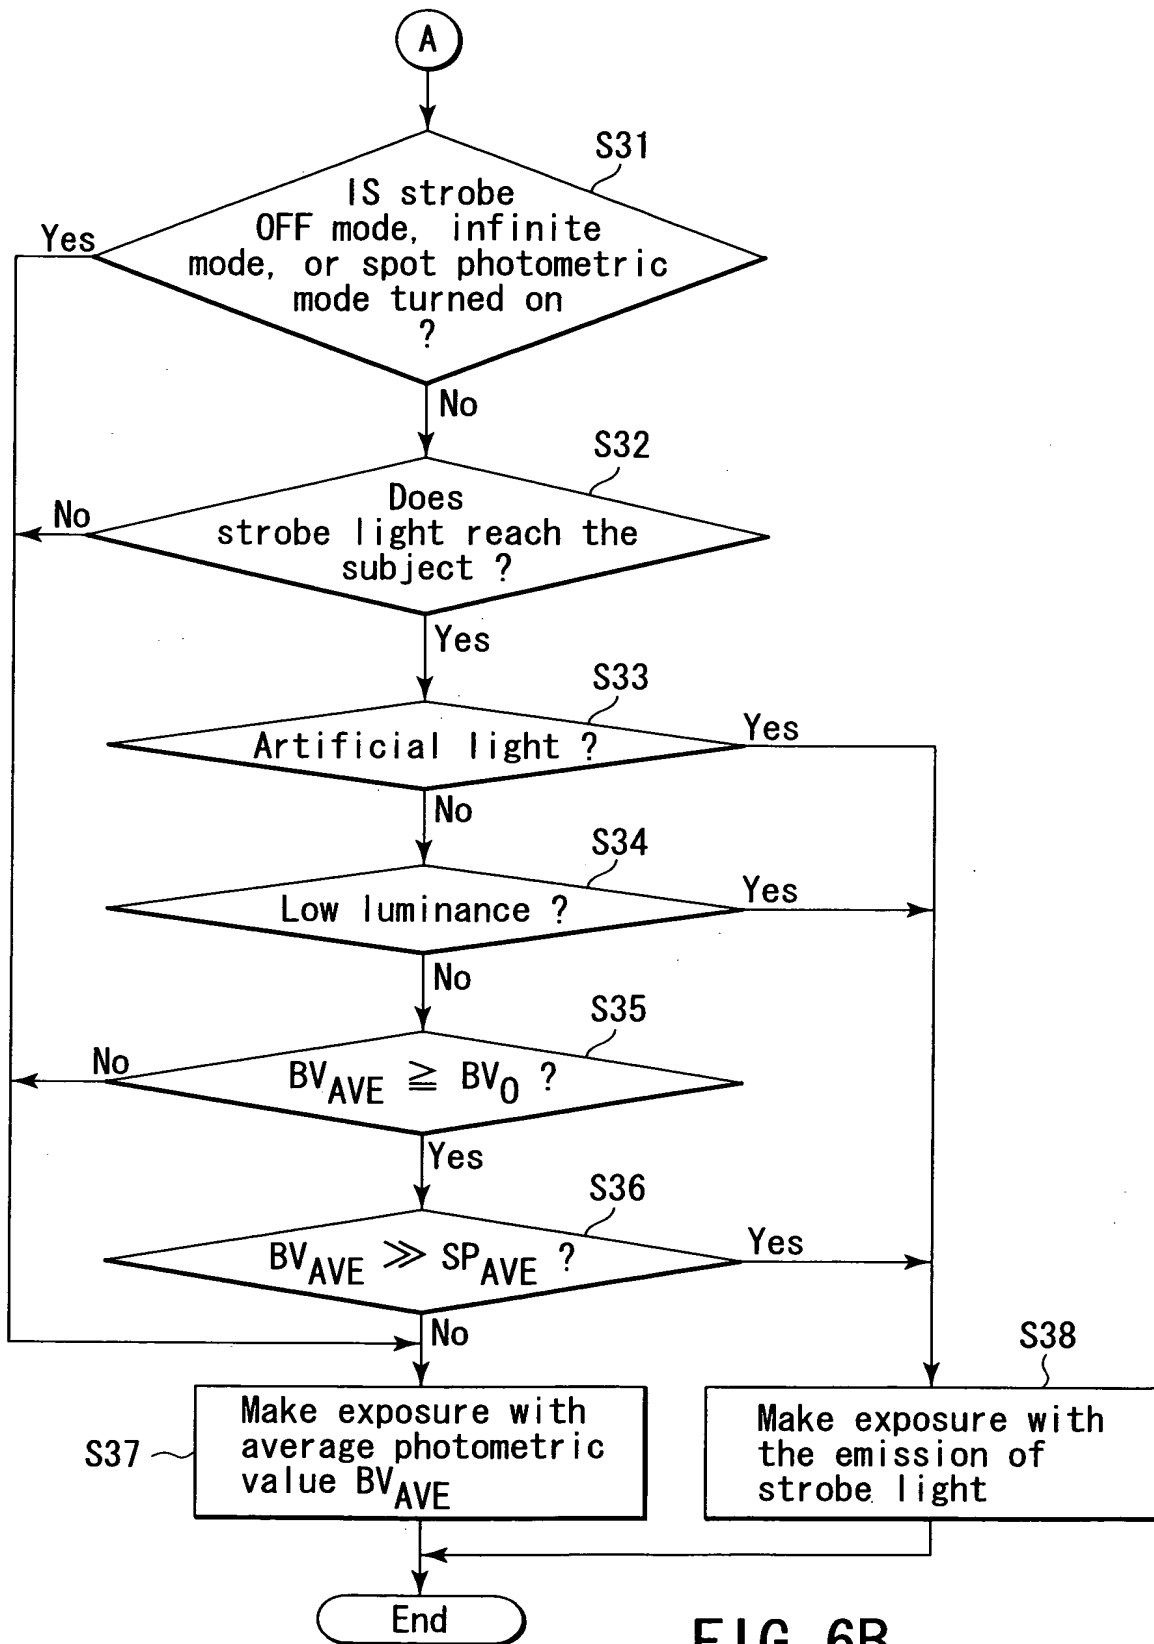 A
S31
IS strobe
OFF mode, infinite
mode, or spot photometric
mode turned on
?
Yes
No
S32
Does
strobe light reach the
subject ?
No
Yes
S33
Artificial light ?
Yes
No
S34
Low luminance ?
Yes
No
S35
BVAVE ≧ BV0 ?
No
Yes
S36
BVAVE ≫ SPAVE ?
Yes
No
S37
Make exposure with
average photometric
value BVAVE
S38
Make exposure with
the emission of
strobe light
End
FIG. 6B